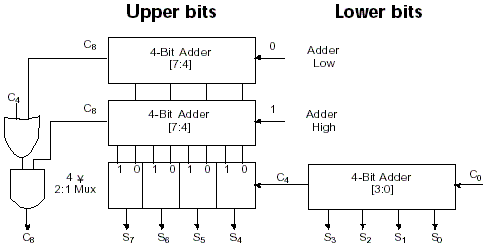 Upper bits Lower bits
C8 4-Bit Adder [7:4] 0 Adder Low
C4
C8 4-Bit Adder [7:4] 1 Adder High
1 0 1 0 1 0 1 0
4 ¥ 2:1 Mux
C4 4-Bit Adder [3:0] C0
C8 S7 S6 S5 S4 S3 S2 S1 S0